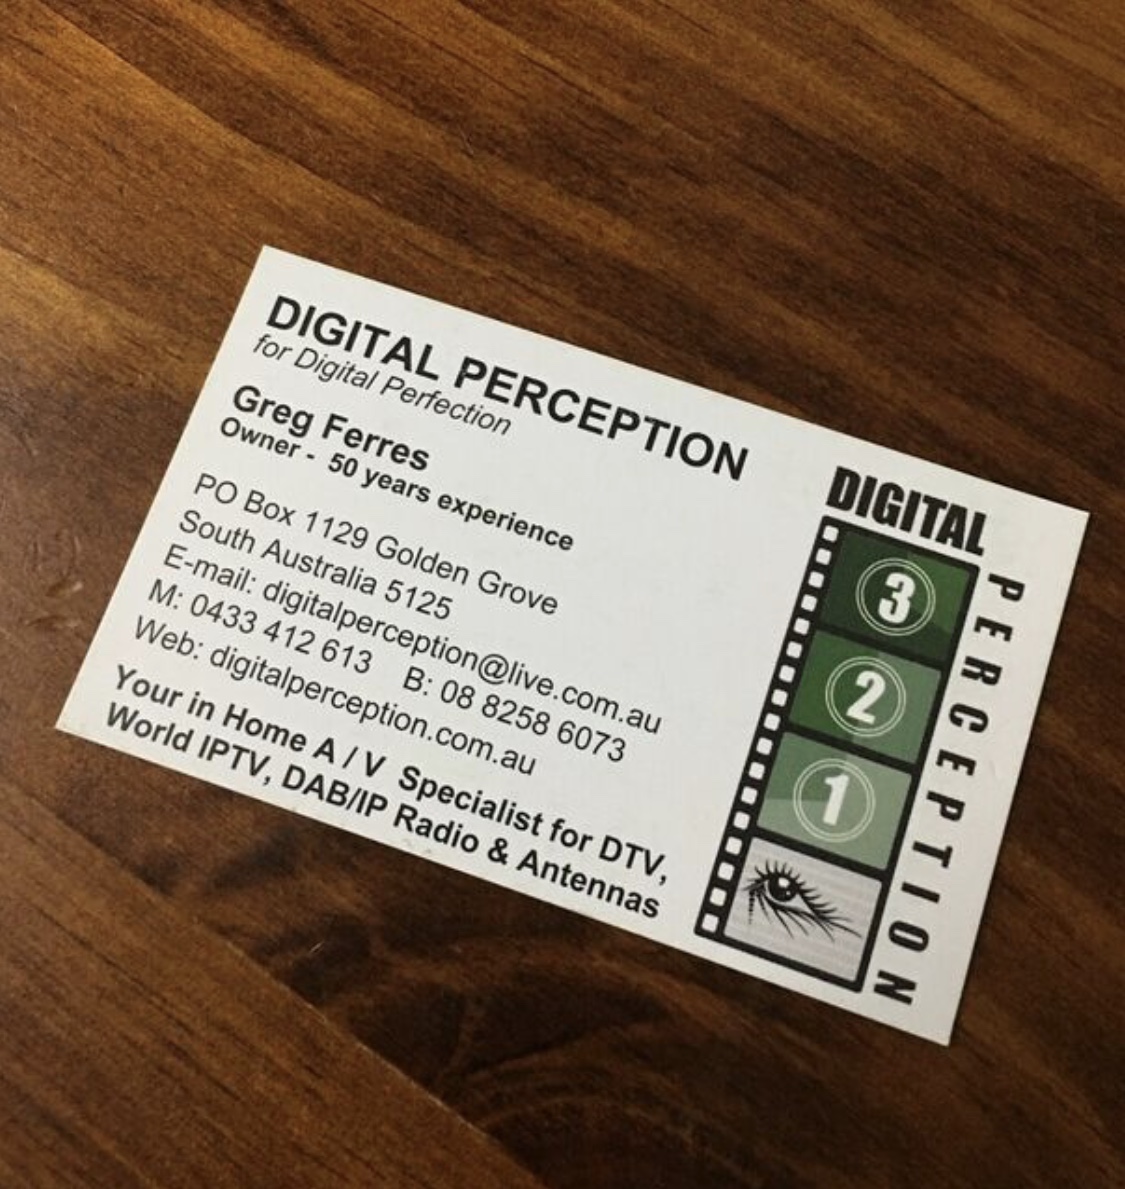 DIGITAL PERCEPTION
for Digital Perfection
Greg Ferres
Owner - 50 years experience
PO Box 1129 Golden Grove
South Australia 5125
E-mail: digitalperception@live.com.au
M: 0433 412 613 B: 08 8258 6073
Web: digitalperception.com.au
Your in Home A / V Specialist for DTV,
World IPTV, DAB/IP Radio & Antennas
DIGITAL
PERCEPTION
3
2
1